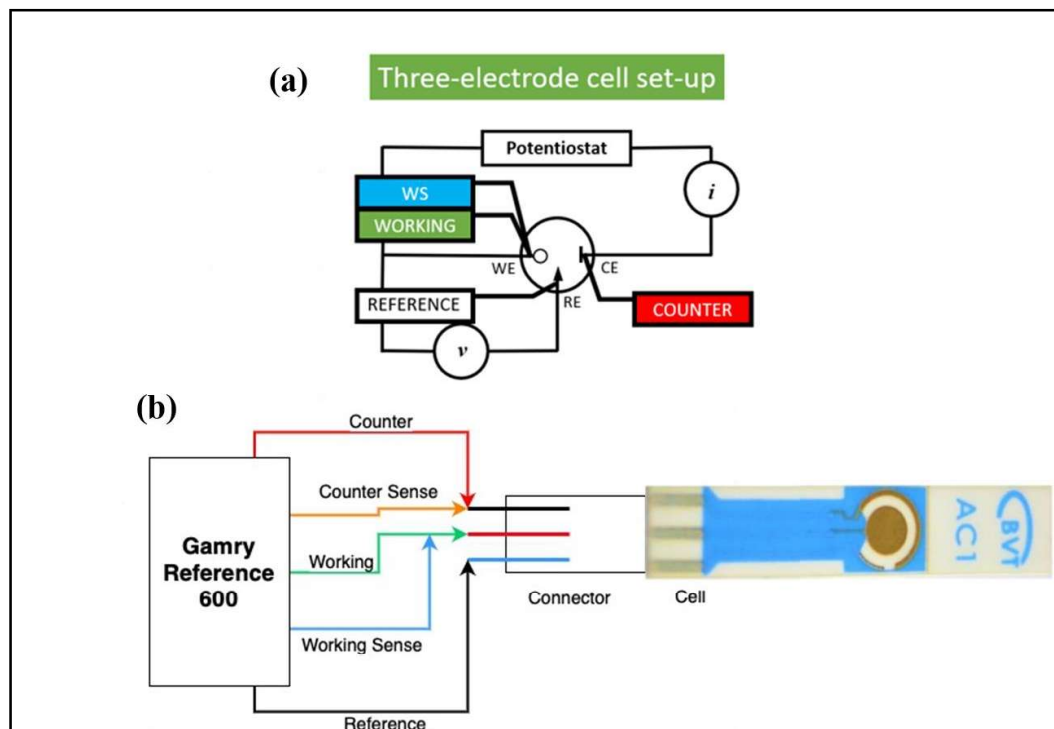 (a)
Three-electrode cell set-up
Potentiostat
i
WS
WORKING
WE
CE
REFERENCE
RE
COUNTER
v
(b)
Counter
Counter Sense
Gamry
Reference
600
Working
Working Sense
Reference
Connector
Cell
AC1
BVT